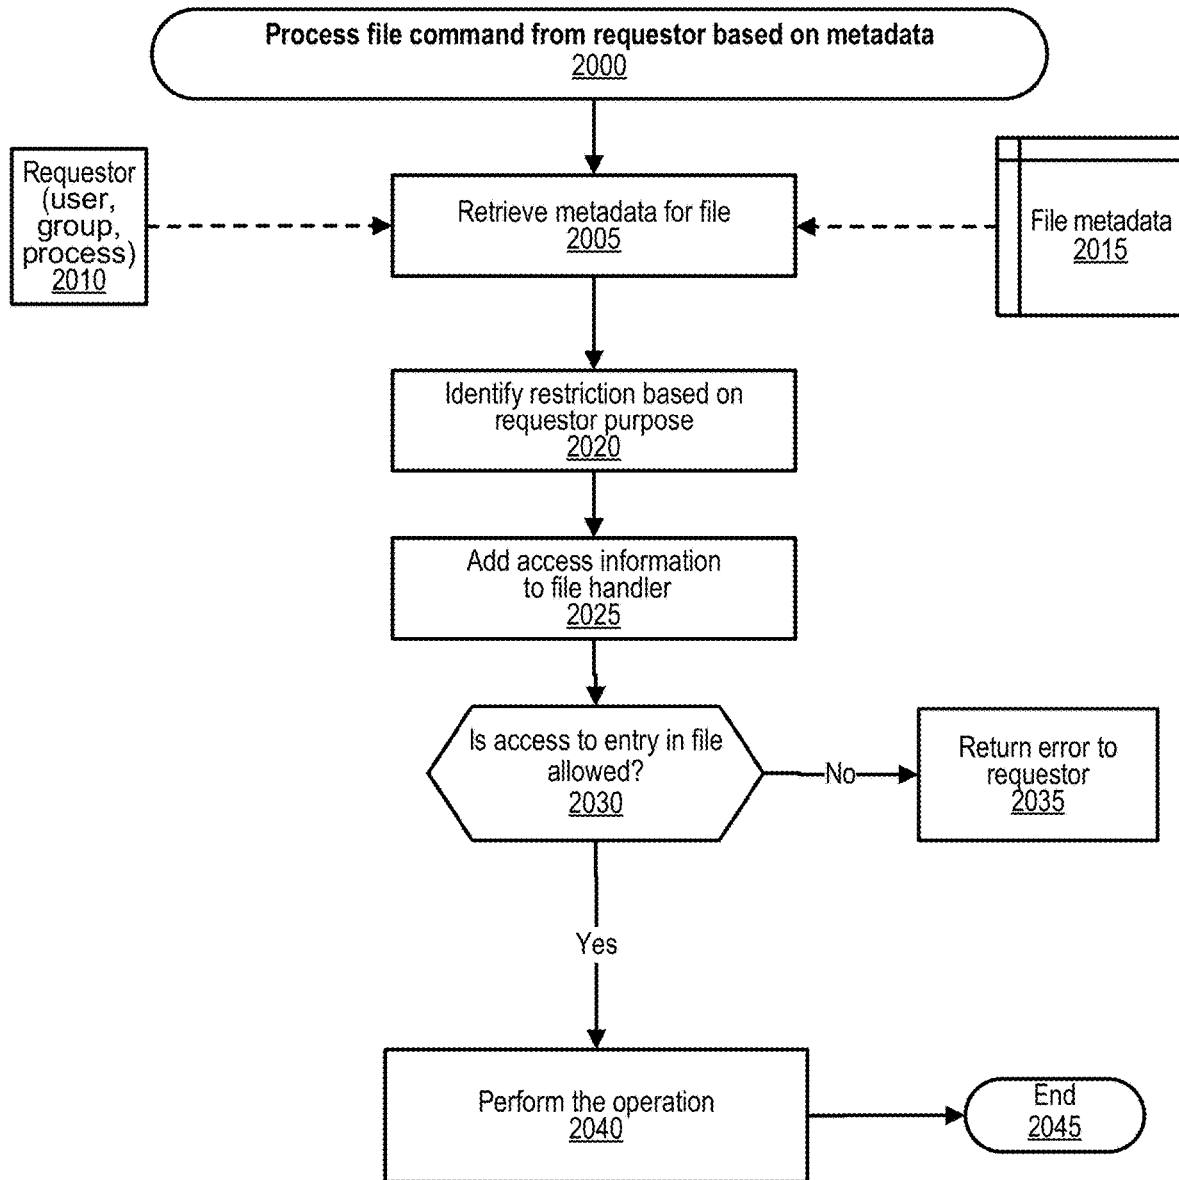 Process file command from requestor based on metadata
2000
Requestor
(user,
group,
process)
2010
Retrieve metadata for file
2005
File metadata
2015
Identify restriction based on
requestor purpose
2020
Add access information
to file handler
2025
Is access to entry in file
allowed?
2030
No
Return error to
requestor
2035
Yes
Perform the operation
2040
End
2045